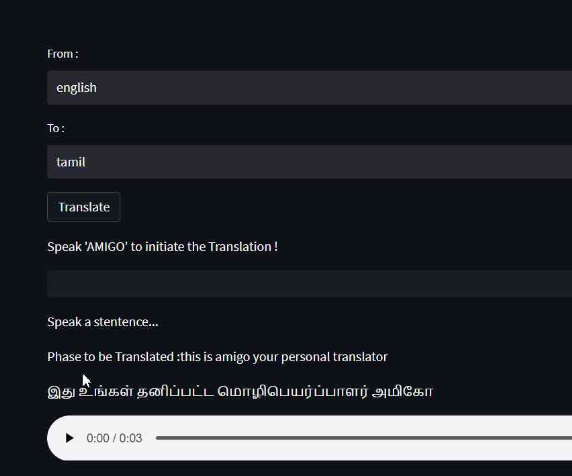 From :
english
To :
tamil
Translate
Speak 'AMIGO' to initiate the Translation !
Speak a stentence...
Phase to be Translated :this is amigo your personal translator
இது உங்கள் தனிப்பட்ட மொழிபெயர்ப்பாளர் அமிகோ
0:00 / 0:03